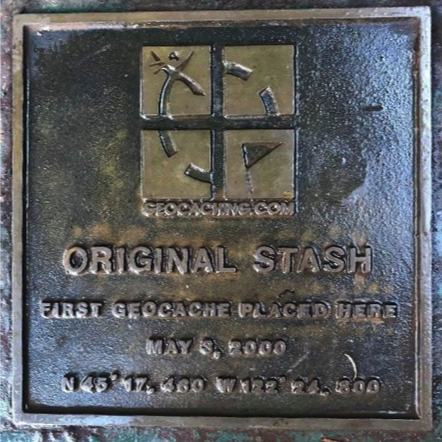 GEOCACHING.COM
ORIGINAL STASH
FIRST GEOCACHE PLACED HERE
MAY 3, 2000
N 45° 17. 460 W122° 24. 800